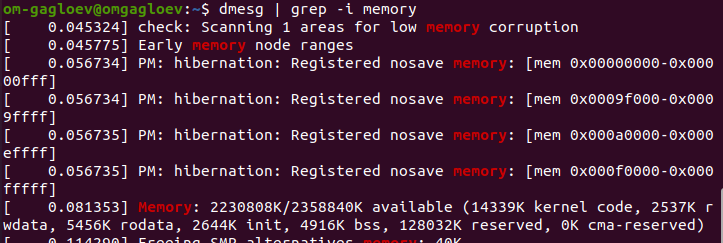 om-gagloev@omgagloev:~$ dmesg | grep -i memory
[    0.045324] check: Scanning 1 areas for low memory corruption
[    0.045775] Early memory node ranges
[    0.056734] PM: hibernation: Registered nosave memory: [mem 0x00000000-0x000
00fff]
[    0.056734] PM: hibernation: Registered nosave memory: [mem 0x0009f000-0x000
9ffff]
[    0.056735] PM: hibernation: Registered nosave memory: [mem 0x000a0000-0x000
effff]
[    0.056735] PM: hibernation: Registered nosave memory: [mem 0x000f0000-0x000
fffff]
[    0.081353] Memory: 2230808K/2358840K available (14339K kernel code, 2537K r
wdata, 5456K rodata, 2644K init, 4916K bss, 128032K reserved, 0K cma-reserved)
[    0.114290] Freeing SMP alternatives memory: 40K